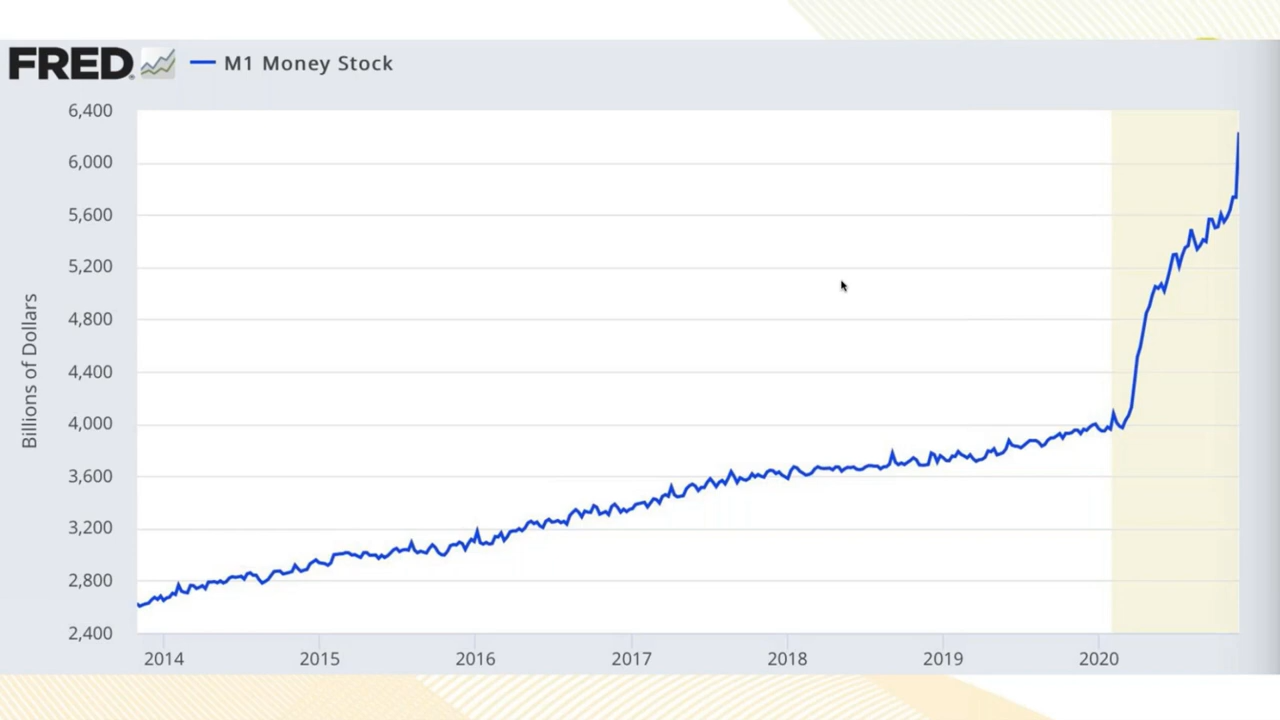 FRED
M1 Money Stock
6,400
6,000
5,600
5,200
4,800
4,400
4,000
3,600
3,200
2,800
2,400
Billions of Dollars
2014 2015 2016 2017 2018 2019 2020